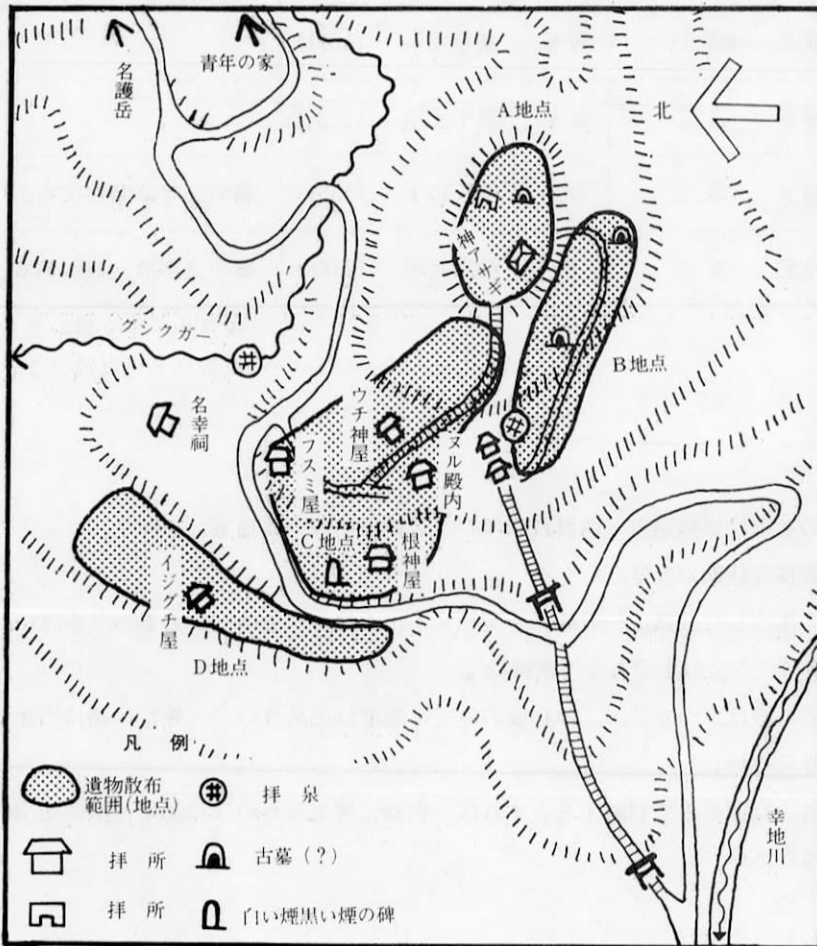 名護岳
青年の家
A地点
北
神アサギ
B地点
グシクガー
名幸祠
ウチ神屋
フスミ屋
ヌル殿内
C地点
根神屋
イジグチ屋
D地点
幸地川
凡例
遺物散布
範囲(地点)
拝泉
拝所
古墓(?)
拝所
白い煙黒い煙の碑